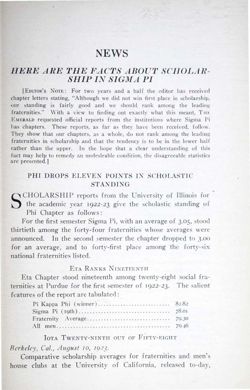 NEWS
HERE ARE THE FACTS ABOUT SCHOLAR-
SHIP IN SIGMA PI
[EDITOR'S NOTE: For two years and a half the editor has received
chapter letters stating, "Although we did not win first place in scholarship,
our standing is fairly good and we should rank among the leading
fraternities." With a view to finding out exactly what this meant, THE
EMERALD requested official reports from the institutions where Sigma Pi
has chapters. These reports, as far as they have been received, follow.
They show that our chapters, as a whole, do not rank among the leading
fraternities in scholarship and that the tendency is to be in the lower half
rather than the upper. In the hope that a clear understanding of this
fact may help to remedy an undesirable condition, the disagreeable statistics
are presented.]
PHI DROPS ELEVEN POINTS IN SCHOLASTIC
STANDING
SCHOLARSHIP reports from the University of Illinois for
the academic year 1922-23 give the scholastic standing of
Phi Chapter as follows:
For the first semester Sigma Pi, with an average of 3.05, stood
thirtieth among the forty-four fraternities whose averages were
announced. In the second semester the chapter dropped to 3.00
for an average, and to forty-first place among the forty-six
national fraternities listed.
ETA RANKS NINETEENTH
Eta Chapter stood nineteenth among twenty-eight social fra-
ternities at Purdue for the first semester of 1922-23. The salient
features of the report are tabulated:
Pi Kappa Phi (winner) 82.82
Sigma Pi (19th) 78.01
Fraternity Average 79.30
All men 79.46
IOTA TWENTY-NINTH OUT OF FIFTY-EIGHT
Berkeley, Cal., August 10, 1923.
Comparative scholarship averages for fraternities and men's
house clubs at the University of California, released to-day,